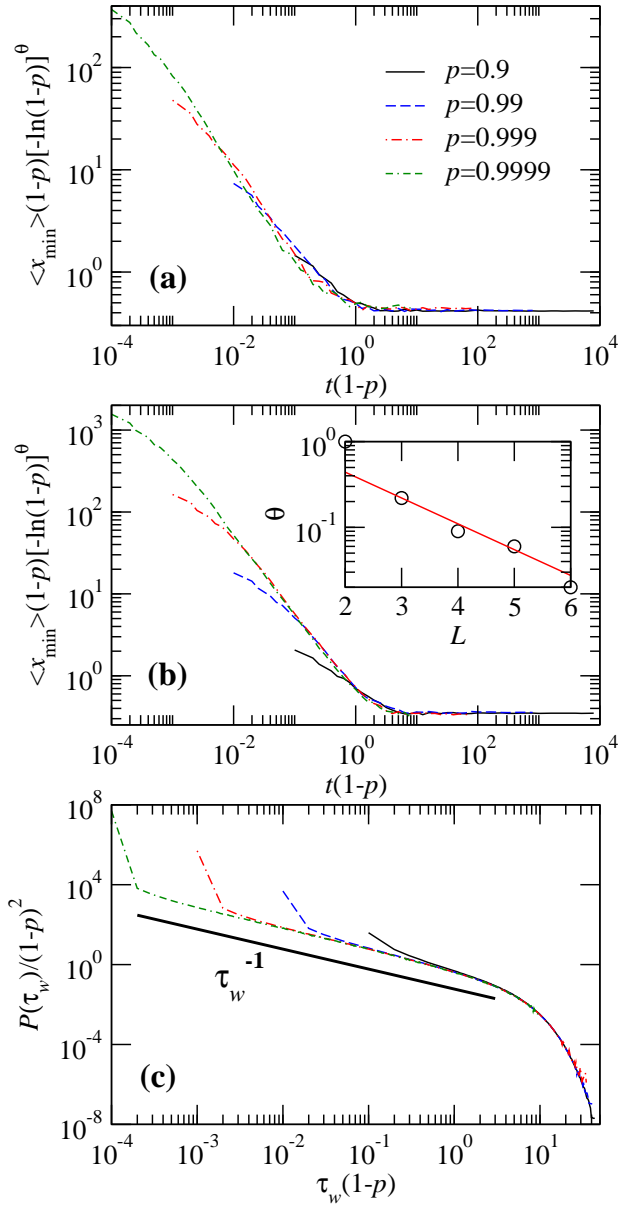 <x_min>(1-p)[-ln(1-p)]^θ
10^2
10^1
10^0
p=0.9
p=0.99
p=0.999
p=0.9999
(a)
10^-4
10^-2
10^0
10^2
10^4
t(1-p)
<x_min>(1-p)[-ln(1-p)]^θ
10^3
10^2
10^1
10^0
θ
10^0
10^-1
2
3
4
5
6
L
(b)
10^-4
10^-2
10^0
10^2
10^4
t(1-p)
P(τ_w)/(1-p)^2
10^8
10^4
10^0
10^-4
10^-8
τ_w^-1
(c)
10^-4
10^-3
10^-2
10^-1
10^0
10^1
τ_w(1-p)